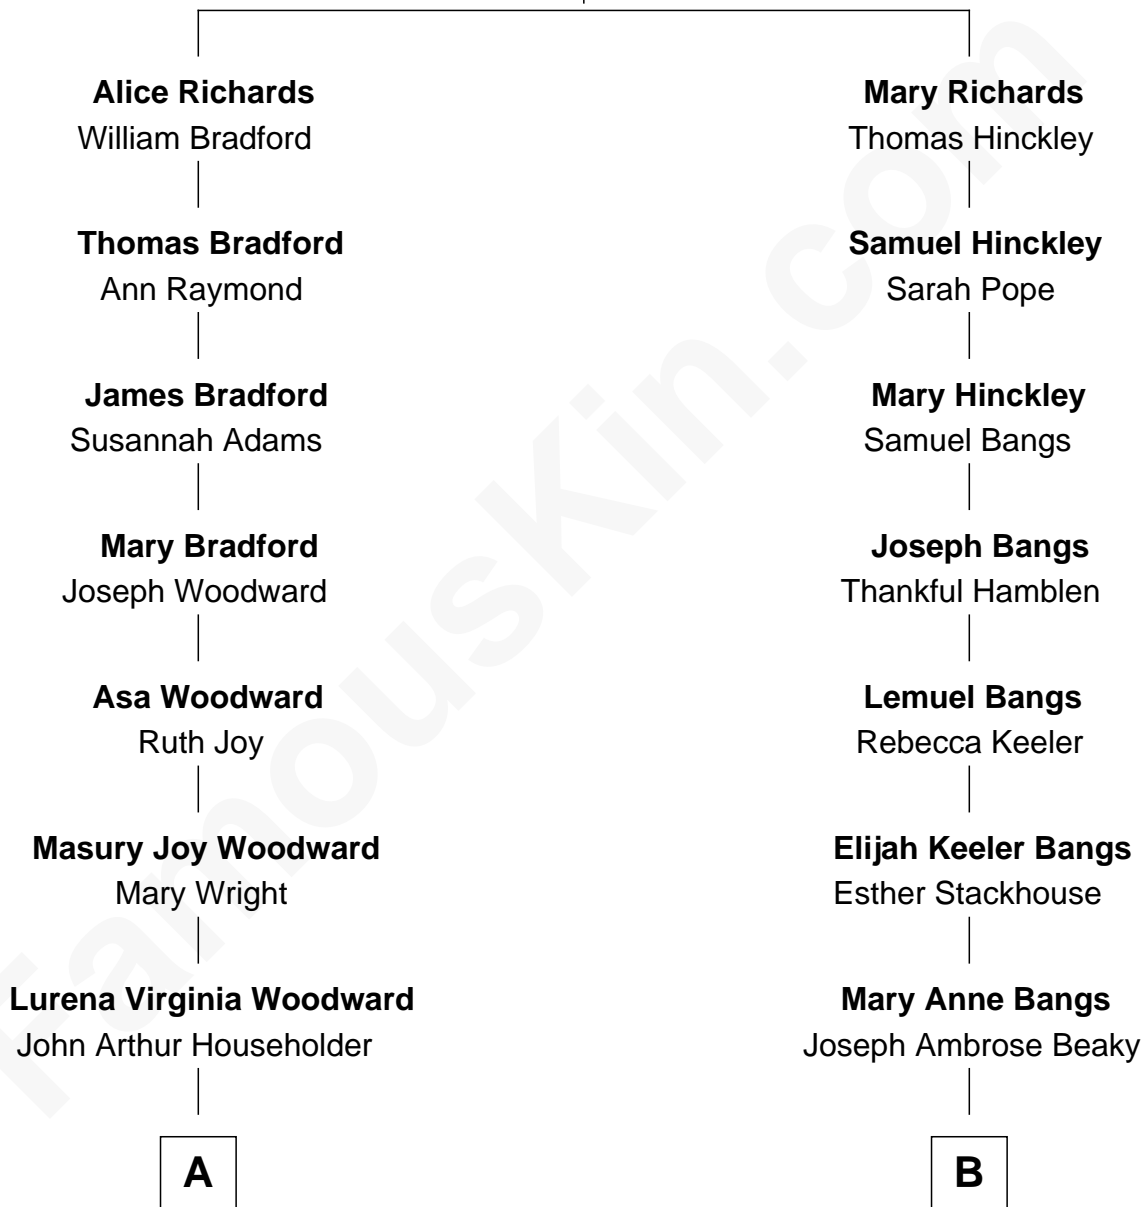 Alice Richards
William Bradford
Mary Richards
Thomas Hinckley
Thomas Bradford
Ann Raymond
Samuel Hinckley
Sarah Pope
James Bradford
Susannah Adams
Mary Hinckley
Samuel Bangs
Mary Bradford
Joseph Woodward
Joseph Bangs
Thankful Hamblen
Asa Woodward
Ruth Joy
Lemuel Bangs
Rebecca Keeler
Masury Joy Woodward
Mary Wright
Elijah Keeler Bangs
Esther Stackhouse
Lurena Virginia Woodward
John Arthur Householder
Mary Anne Bangs
Joseph Ambrose Beaky
A
B
FamousKin.com